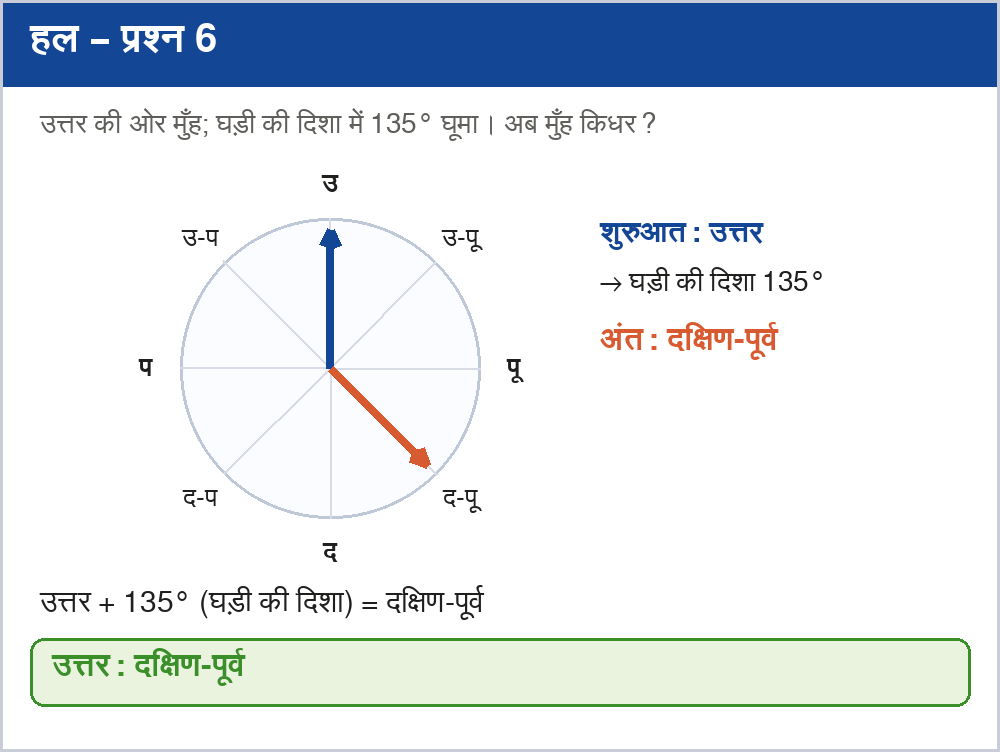 हल – प्रश्न 6
उत्तर की ओर मुँह; घड़ी की दिशा में 135° घूमा। अब मुँह किधर?
उ
उ-प
उ-पू
शुरुआत : उत्तर
→ घड़ी की दिशा 135°
अंत : दक्षिण-पूर्व
प
पू
द-प
द-पू
द
उत्तर + 135° (घड़ी की दिशा) = दक्षिण-पूर्व
उत्तर : दक्षिण-पूर्व